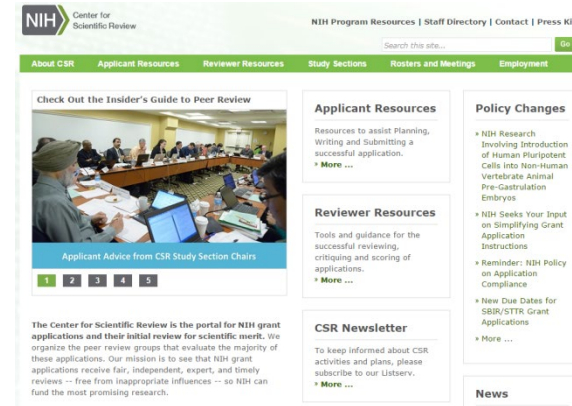 NIH
Center for
Scientific Review
NIH Program Resources | Staff Directory | Contact | Press Ki
Search this site...
Go
About CSR Applicant Resources Reviewer Resources Study Sections Rosters and Meetings Employment
Check Out the Insider's Guide to Peer Review
Applicant Advice from CSR Study Section Chairs
1 2 3 4 5
The Center for Scientific Review is the portal for NIH grant
applications and their initial review for scientific merit. We
organize the peer review groups that evaluate the majority of
these applications. Our mission is to see that NIH grant
applications receive fair, independent, expert, and timely
reviews -- free from inappropriate influences -- so NIH can
fund the most promising research.
Applicant Resources
Resources to assist Planning,
Writing and Submitting a
successful application.
» More ...
Reviewer Resources
Tools and guidance for the
successful reviewing,
critiquing and scoring of
applications.
» More ...
CSR Newsletter
To keep informed about CSR
activities and plans, please
subscribe to our Listserv.
» More ...
Policy Changes
» NIH Research
Involving Introduction
of Human Pluripotent
Cells into Non-Human
Vertebrate Animal
Pre-Gastrulation
Embryos
» NIH Seeks Your Input
on Simplifying Grant
Application
Instructions
» Reminder: NIH Policy
on Application
Compliance
» New Due Dates for
SBIR/STTR Grant
Applications
» More ...
News